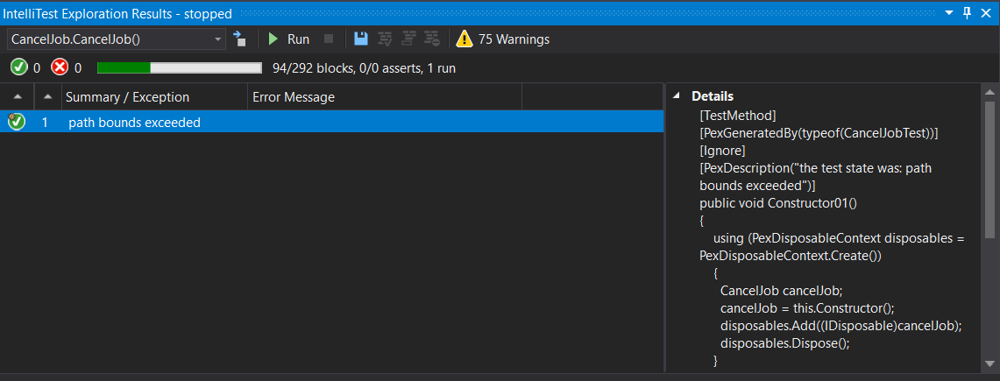 IntelliTest Exploration Results - stopped
CancelJob.CancelJob()
Run
75 Warnings
0
0
94/292 blocks, 0/0 asserts, 1 run
Summary / Exception
Error Message
1
path bounds exceeded
Details
[TestMethod]
[PexGeneratedBy(typeof(CancelJobTest))]
[Ignore]
[PexDescription("the test state was: path
bounds exceeded")]
public void Constructor01()
{
using (PexDisposableContext disposables =
PexDisposableContext.Create())
{
CancelJob cancelJob;
cancelJob = this.Constructor();
disposables.Add((IDisposable)cancelJob);
disposables.Dispose();
}